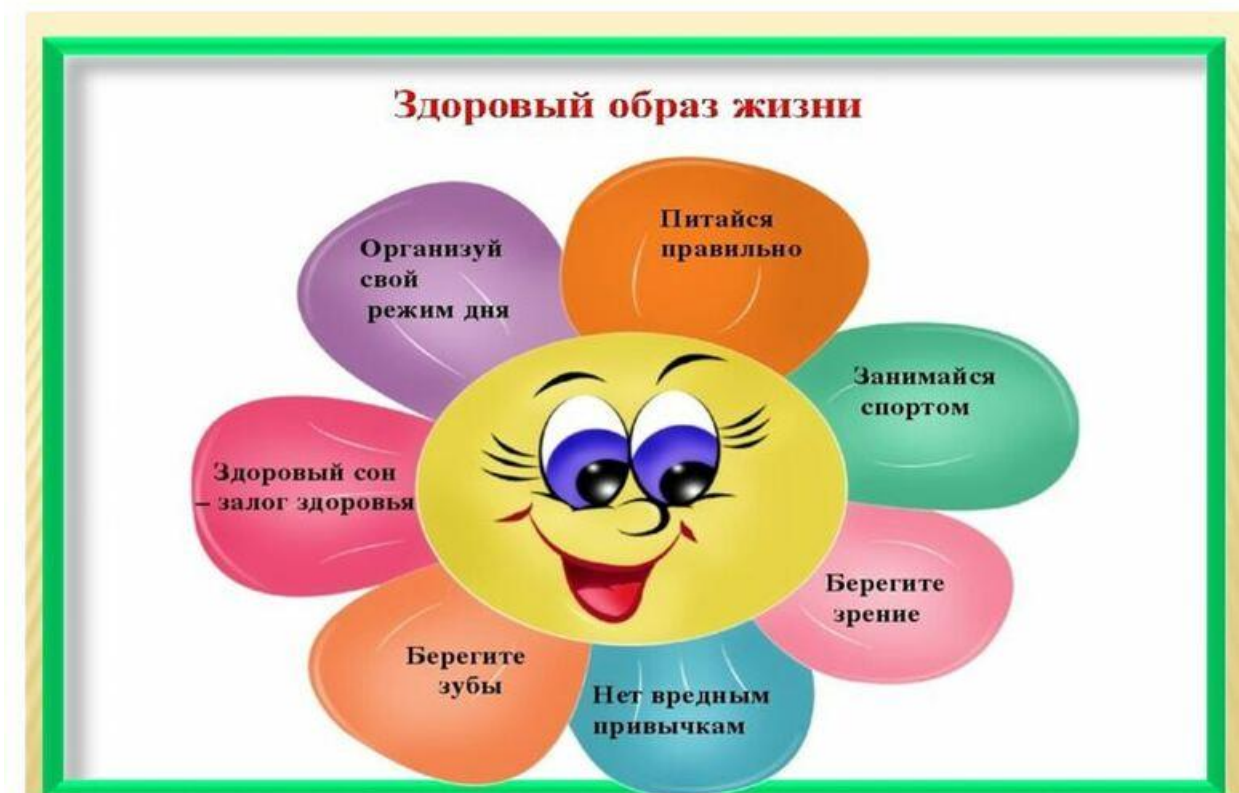 Здоровый образ жизни
Питайся
правильно
Организуй
свой
режим дня
Занимайся
спортом
Здоровый сон
– залог здоровья
Берегите
зрение
Берегите
зубы
Нет вредным
привычкам